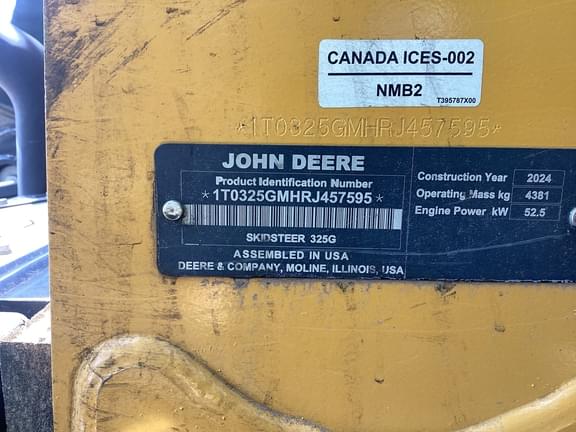 CANADA ICES-002
NMB2
T395787X00
*1T0325GMHRJ457595*
JOHN DEERE
Product Identification Number
*1T0325GMHRJ457595*
SKIDSTEER 325G
ASSEMBLED IN USA
DEERE & COMPANY, MOLINE, ILLINOIS, USA
Construction Year 2024
Operating Mass kg 4381
Engine Power kW 52.5